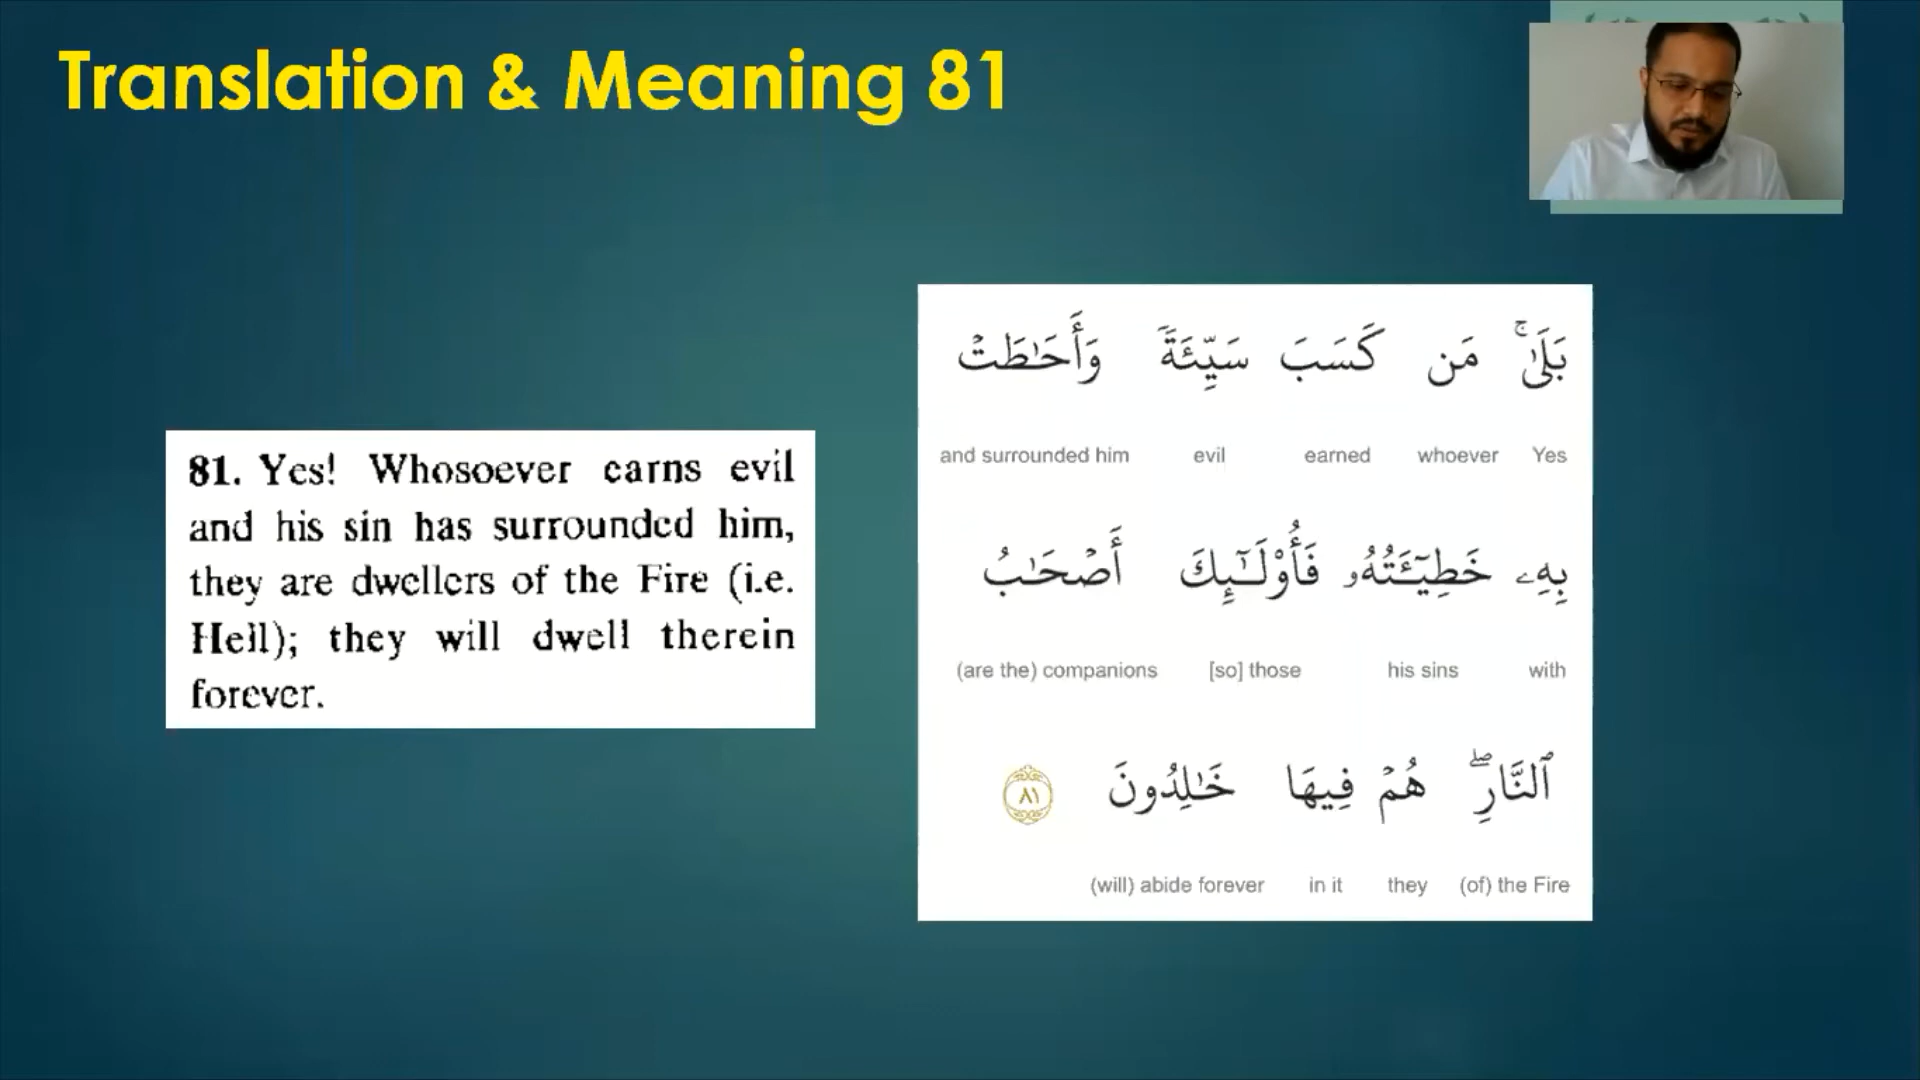 Translation & Meaning 81
81. Yes! Whosoever earns evil
and his sin has surrounded him,
they are dwellers of the Fire (i.e.
Hell); they will dwell therein
forever.
بَلَىٰۚ مَن كَسَبَ سَيِّئَةً وَأَحَـٰطَتْ
and surrounded him evil earned whoever Yes
بِهِۦ خَطِيٓـَٔتُهُۥ فَأُو۟لَـٰٓئِكَ أَصْحَـٰبُ
(are the) companions [so] those his sins with
ٱلنَّارِۖ هُمْ فِيهَا خَـٰلِدُونَ ٨١
(will) abide forever in it they (of) the Fire